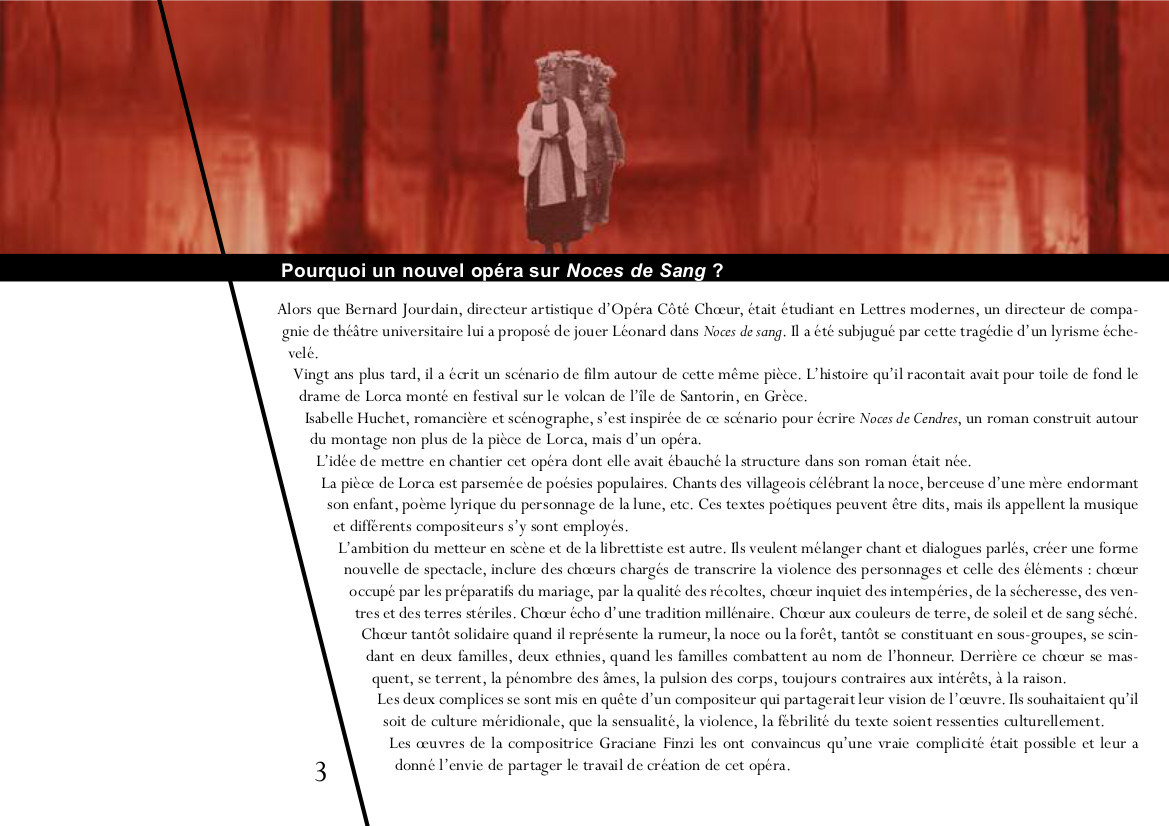 Pourquoi un nouvel opéra sur Noces de Sang ?
Alors que Bernard Jourdain, directeur artistique d’Opéra Côté Chœur, était étudiant en Lettres modernes, un directeur de compa-
gnie de théâtre universitaire lui a proposé de jouer Léonard dans Noces de sang. Il a été subjugué par cette tragédie d’un lyrisme éche-
velé.
Vingt ans plus tard, il a écrit un scénario de film autour de cette même pièce. L’histoire qu’il racontait avait pour toile de fond le
drame de Lorca monté en festival sur le volcan de l’île de Santorin, en Grèce.
Isabelle Huchet, romancière et scénographe, s’est inspirée de ce scénario pour écrire Noces de Cendres, un roman construit autour
du montage non plus de la pièce de Lorca, mais d’un opéra.
L’idée de mettre en chantier cet opéra dont elle avait ébauché la structure dans son roman était née.
La pièce de Lorca est parsemée de poésies populaires. Chants des villageois célébrant la noce, berceuse d’une mère endormant
son enfant, poème lyrique du personnage de la lune, etc. Ces textes poétiques peuvent être dits, mais ils appellent la musique
et différents compositeurs s’y sont employés.
L’ambition du metteur en scène et de la librettiste est autre. Ils veulent mélanger chant et dialogues parlés, créer une forme
nouvelle de spectacle, inclure des chœurs chargés de transcrire la violence des personnages et celle des éléments : chœur
occupé par les préparatifs du mariage, par la qualité des récoltes, chœur inquiet des intempéries, de la sécheresse, des ven-
tres et des terres stériles. Chœur écho d’une tradition millénaire. Chœur aux couleurs de terre, de soleil et de sang séché.
Chœur tantôt solidaire quand il représente la rumeur, la noce ou la forêt, tantôt se constituant en sous-groupes, se scin-
dant en deux familles, deux ethnies, quand les familles combattent au nom de l’honneur. Derrière ce chœur se mas-
quent, se terrent, la pénombre des âmes, la pulsion des corps, toujours contraires aux intérêts, à la raison.
Les deux complices se sont mis en quête d’un compositeur qui partagerait leur vision de l’œuvre. Ils souhaitaient qu’il
soit de culture méridionale, que la sensualité, la violence, la fébrilité du texte soient ressenties culturellement.
Les œuvres de la compositrice Graciane Finzi les ont convaincus qu’une vraie complicité était possible et leur a
donné l’envie de partager le travail de création de cet opéra.
3